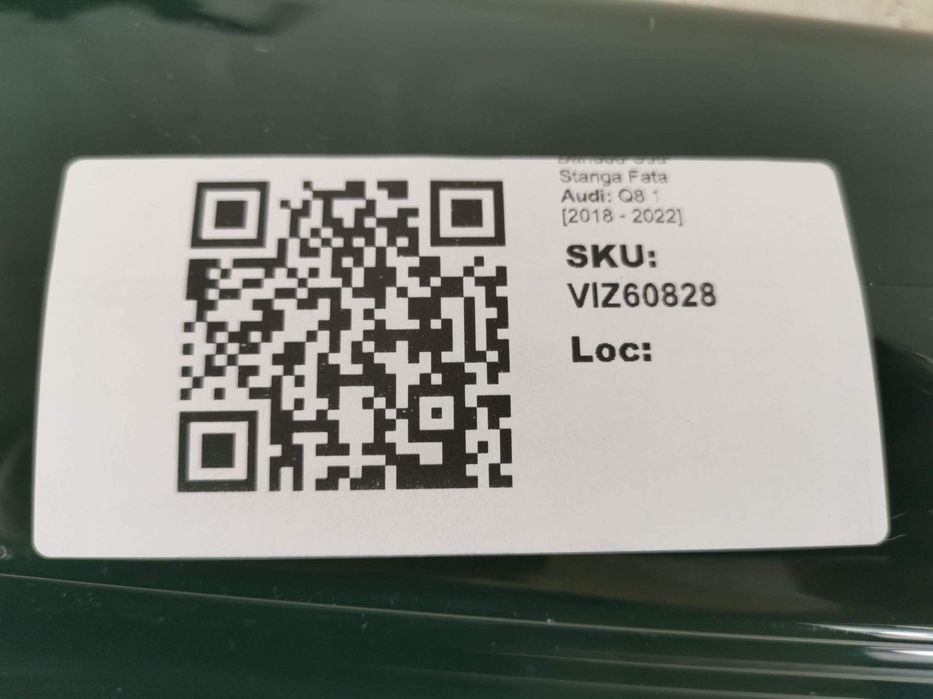 Stanga Fata
Audi: Q8 1
[2018 - 2022]
SKU:
VIZ60828
Loc: